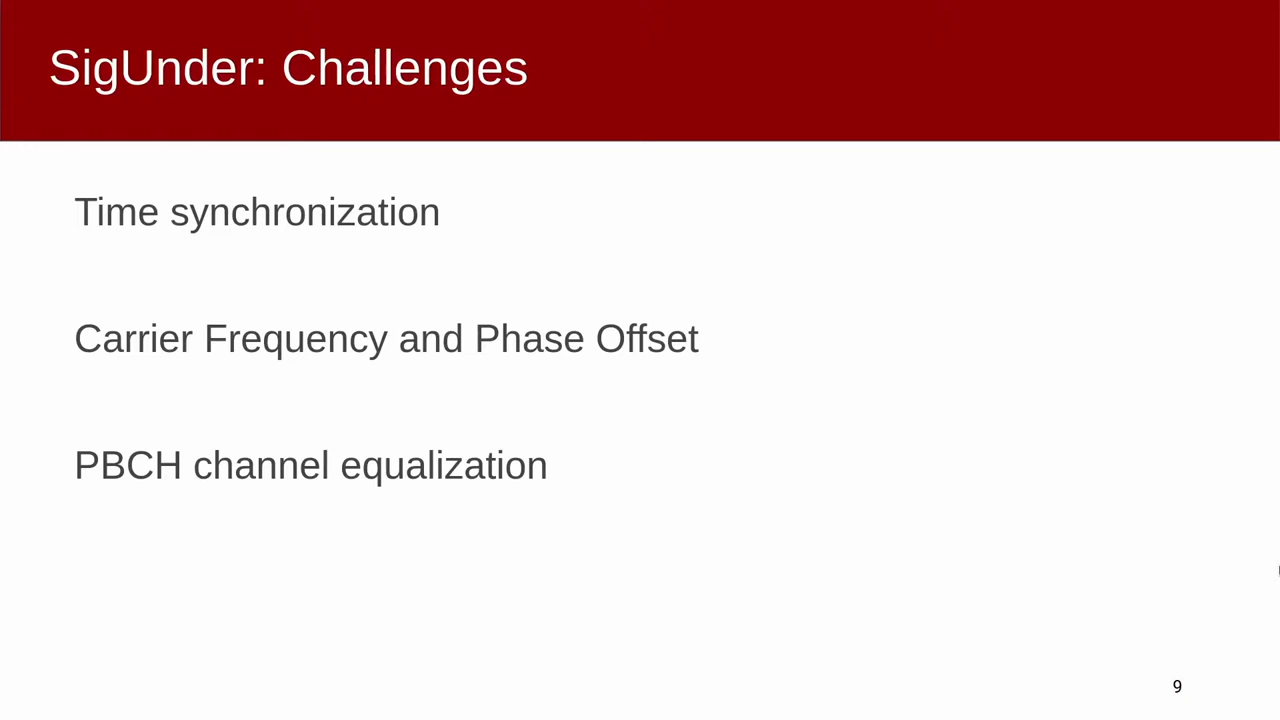 SigUnder: Challenges
Time synchronization
Carrier Frequency and Phase Offset
PBCH channel equalization
9